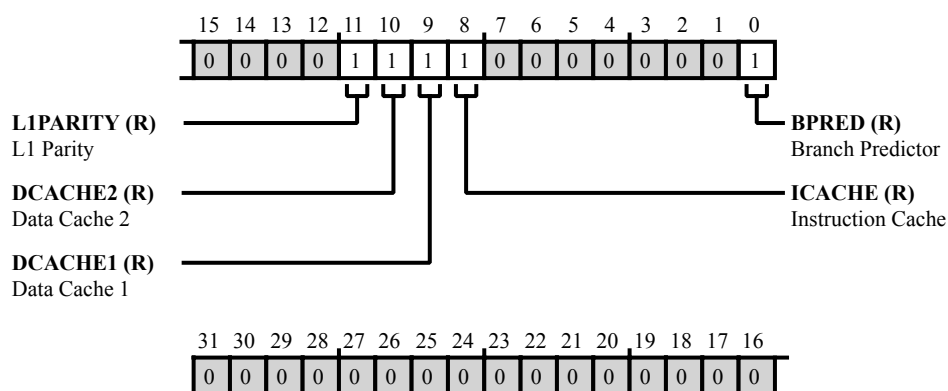 15 14 13 12 11 10 9 8 7 6 5 4 3 2 1 0
0 0 0 0 1 1 1 1 0 0 0 0 0 0 0 1
L1PARITY (R)
L1 Parity
BPRED (R)
Branch Predictor
DCACHE2 (R)
Data Cache 2
ICACHE (R)
Instruction Cache
DCACHE1 (R)
Data Cache 1
31 30 29 28 27 26 25 24 23 22 21 20 19 18 17 16
0 0 0 0 0 0 0 0 0 0 0 0 0 0 0 0